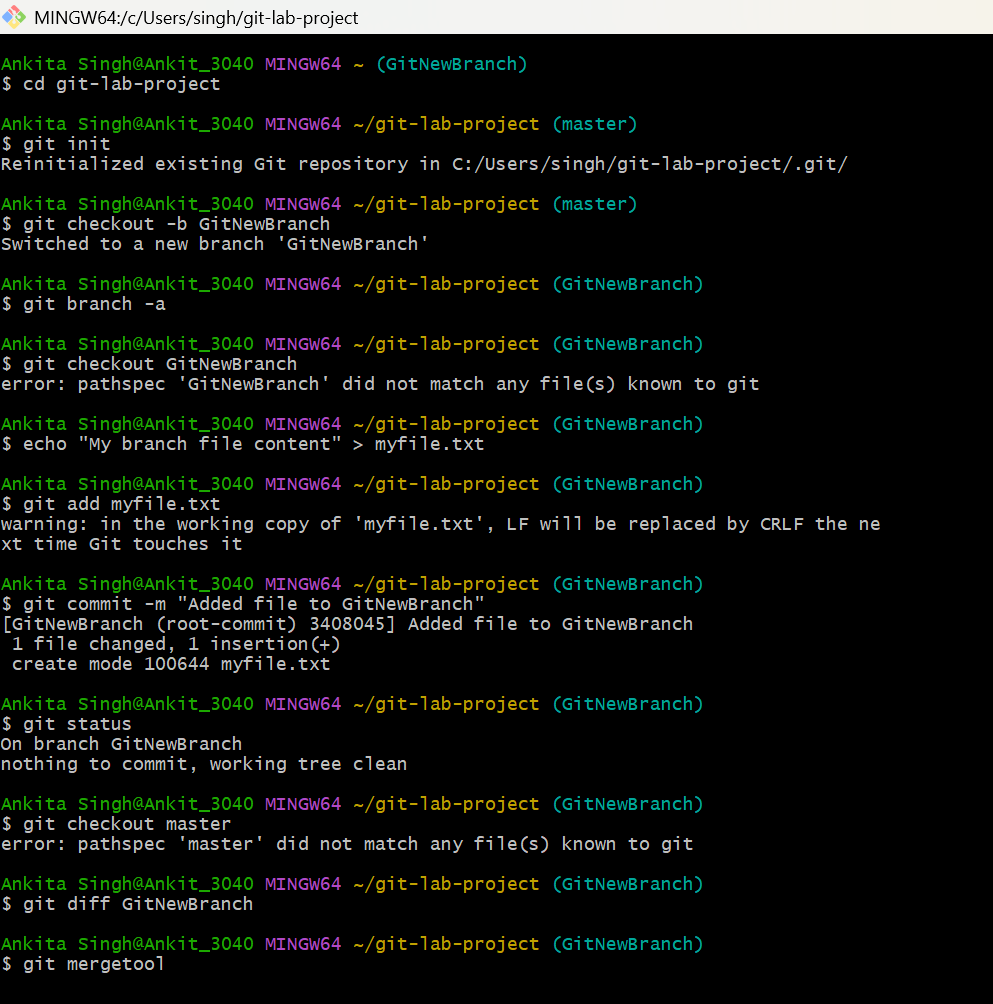 MINGW64:/c/Users/singh/git-lab-project
Ankita Singh@Ankit_3040 MINGW64 ~ (GitNewBranch)
$ cd git-lab-project
Ankita Singh@Ankit_3040 MINGW64 ~/git-lab-project (master)
$ git init
Reinitialized existing Git repository in C:/Users/singh/git-lab-project/.git/
Ankita Singh@Ankit_3040 MINGW64 ~/git-lab-project (master)
$ git checkout -b GitNewBranch
Switched to a new branch 'GitNewBranch'
Ankita Singh@Ankit_3040 MINGW64 ~/git-lab-project (GitNewBranch)
$ git branch -a
Ankita Singh@Ankit_3040 MINGW64 ~/git-lab-project (GitNewBranch)
$ git checkout GitNewBranch
error: pathspec 'GitNewBranch' did not match any file(s) known to git
Ankita Singh@Ankit_3040 MINGW64 ~/git-lab-project (GitNewBranch)
$ echo "My branch file content" > myfile.txt
Ankita Singh@Ankit_3040 MINGW64 ~/git-lab-project (GitNewBranch)
$ git add myfile.txt
warning: in the working copy of 'myfile.txt', LF will be replaced by CRLF the ne
xt time Git touches it
Ankita Singh@Ankit_3040 MINGW64 ~/git-lab-project (GitNewBranch)
$ git commit -m "Added file to GitNewBranch"
[GitNewBranch (root-commit) 3408045] Added file to GitNewBranch
 1 file changed, 1 insertion(+)
 create mode 100644 myfile.txt
Ankita Singh@Ankit_3040 MINGW64 ~/git-lab-project (GitNewBranch)
$ git status
On branch GitNewBranch
nothing to commit, working tree clean
Ankita Singh@Ankit_3040 MINGW64 ~/git-lab-project (GitNewBranch)
$ git checkout master
error: pathspec 'master' did not match any file(s) known to git
Ankita Singh@Ankit_3040 MINGW64 ~/git-lab-project (GitNewBranch)
$ git diff GitNewBranch
Ankita Singh@Ankit_3040 MINGW64 ~/git-lab-project (GitNewBranch)
$ git mergetool